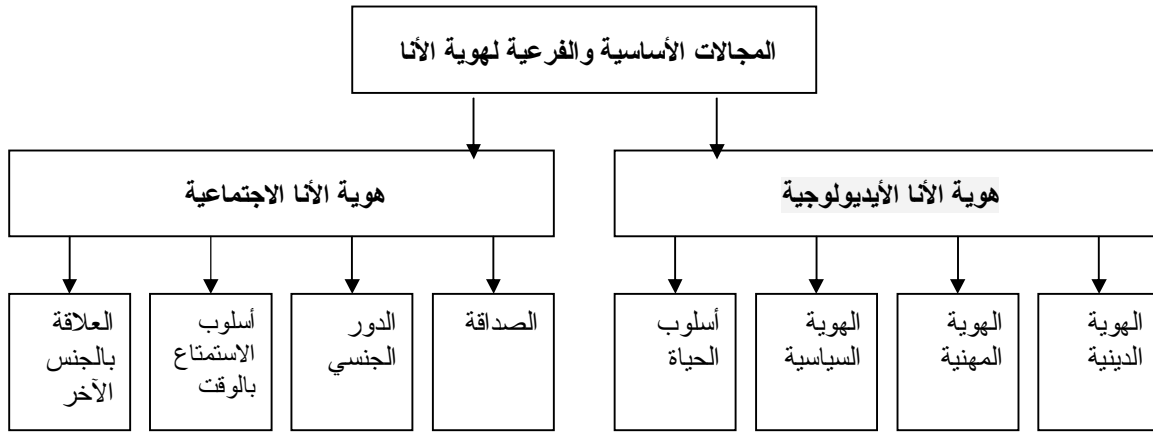 المجالات الأساسية والفرعية لهوية الأنا
هوية الأنا الأيديولوجية
هوية الأنا الاجتماعية
الهوية
الدينية
الهوية
المهنية
الهوية
السياسية
أسلوب
الحياة
الصداقة
الدور
الجنسي
أسلوب
الاستمتاع
بالوقت
العلاقة
بالجنس
الآخر